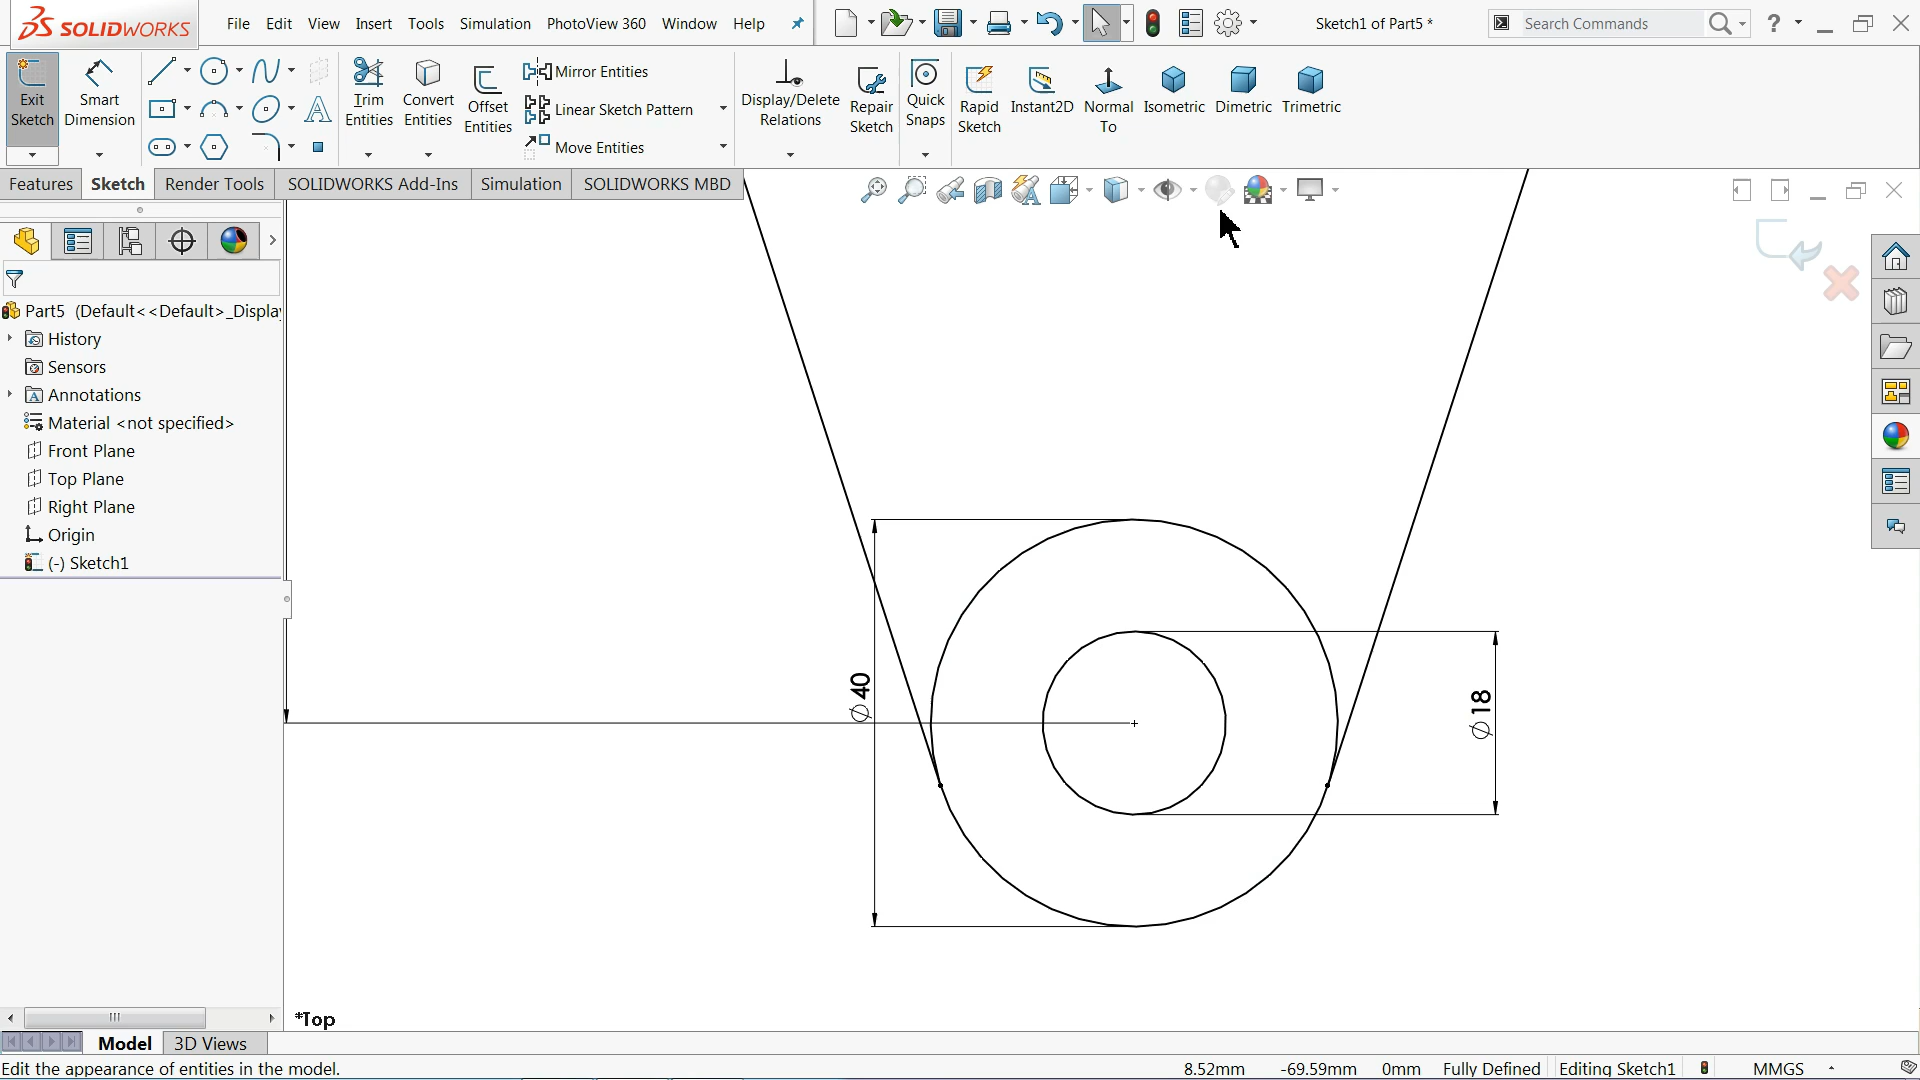 SOLIDWORKS File Edit View Insert Tools Simulation PhotoView 360 Window Help Sketch1 of Part5 * Search Commands ?
Exit Sketch
Smart Dimension
Trim Entities
Convert Entities
Offset Entities
Mirror Entities
Linear Sketch Pattern
Move Entities
Display/Delete Relations
Repair Sketch
Quick Snaps
Rapid Sketch
Instant2D
Normal To
Isometric
Dimetric
Trimetric
Features Sketch Render Tools SOLIDWORKS Add-Ins Simulation SOLIDWORKS MBD
Part5 (Default<<Default>_Displa
History
Sensors
Annotations
Material <not specified>
Front Plane
Top Plane
Right Plane
Origin
(-) Sketch1
∅40
∅18
*Top
Model 3D Views
Edit the appearance of entities in the model. 8.52mm -69.59mm 0mm Fully Defined Editing Sketch1 MMGS